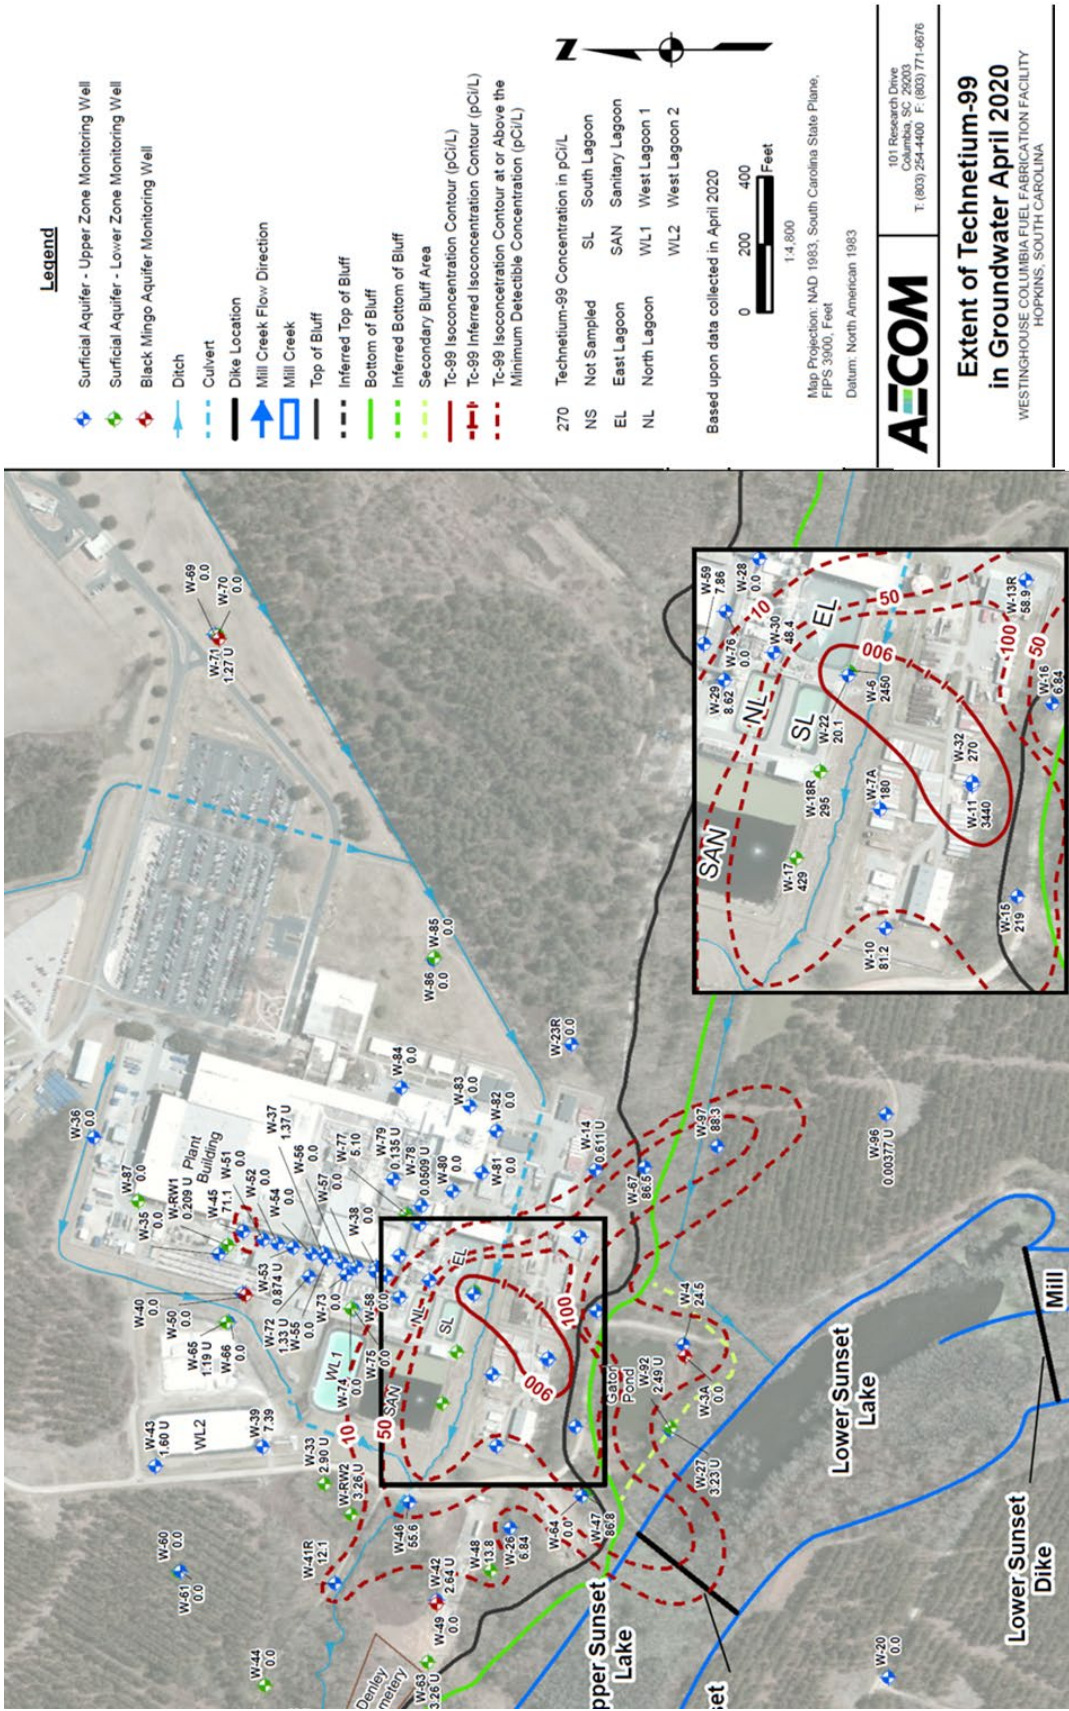 Legend
Surficial Aquifer - Upper Zone Monitoring Well
Surficial Aquifer - Lower Zone Monitoring Well
Black Mingo Aquifer Monitoring Well
Ditch
Culvert
Dike Location
Mill Creek Flow Direction
Mill Creek
Top of Bluff
Inferred Top of Bluff
Bottom of Bluff
Inferred Bottom of Bluff
Secondary Bluff Area
Tc-99 Isoconcentration Contour (pCi/L)
Tc-99 Inferred Isoconcentration Contour (pCi/L)
Tc-99 Isoconcetration Contour at or Above the
Minimum Detectible Concentration (pCi/L)
270 Technetium-99 Concentration in pCi/L
NS Not Sampled SL South Lagoon
EL East Lagoon SAN Sanitary Lagoon
NL North Lagoon WL1 West Lagoon 1
WL2 West Lagoon 2
N
Based upon data collected in April 2020
0 200 400
Feet
1:4,800
Map Projection: NAD 1983, South Carolina State Plane,
FIPS 3900, Feet
Datum: North American 1983
AECOM
101 Research Drive
Columbia, SC 29203
T: (803) 254-4400 F: (803) 771-6676
Extent of Technetium-99
in Groundwater April 2020
WESTINGHOUSE COLUMBIA FUEL FABRICATION FACILITY
HOPKINS, SOUTH CAROLINA
W-69
0.0
W-70
0.0
W-71
1.27 U
W-85
0.0
W-86
0.0
W-23R
0.0
W-36
0.0
W-87
0.0
Plant
Building
W-84
0.0
W-83
0.0
W-82
0.0
W-81
0.0
W-80
0.0
W-79
0.135 U
W-78
0.0509 U
W-77
5.10
W-37
1.37 U
W-56
0.0
W-57
0.0
W-38
0.0
W-51
0.0
W-52
0.0
W-54
0.0
W-45
71.1
W-RW1
0.209 U
W-35
0.0
W-53
0.874 U
W-40
0.0
W-50
0.0
W-65
1.19 U
W-66
0.0
W-72
1.33 U
W-55
0.0
W-73
0.0
W-58
0.0
W-75
0.0
W-74
0.0
WL1
WL2
W-43
1.60 U
W-39
7.39
W-33
2.90 U
W-RW2
3.26 U
W-60
0.0
W-61
0.0
W-41R
12.1
W-44
0.0
W-46
55.6
W-42
2.64 U
W-49
0.0
W-48
13.8
W-26
6.84
W-64
0.0
W-47
86.8
W-63
3.26 U
Denley
metery
10
50
SAN
NL
SL
EL
900
100
W-14
0.611 U
W-67
86.5
W-97
88.3
W-96
0.00377 U
W-4
24.5
W-92
2.49 U
W-3A
0.0
W-27
3.23 U
Gator
Pond
W-20
0.0
pper Sunset
Lake
set
Lower Sunset
Lake
Lower Sunset
Dike
Mill
W-59
7.86
W-28
0.0
W-76
0.0
W-30
48.4
W-29
8.62
10
50
EL
NL
SL
SAN
W-22
20.1
W-6
2450
900
W-18R
295
W-7A
180
W-17
429
W-32
270
W-11
3440
W-10
81.2
W-15
219
W-13R
58.9
100
50
W-16
6.84